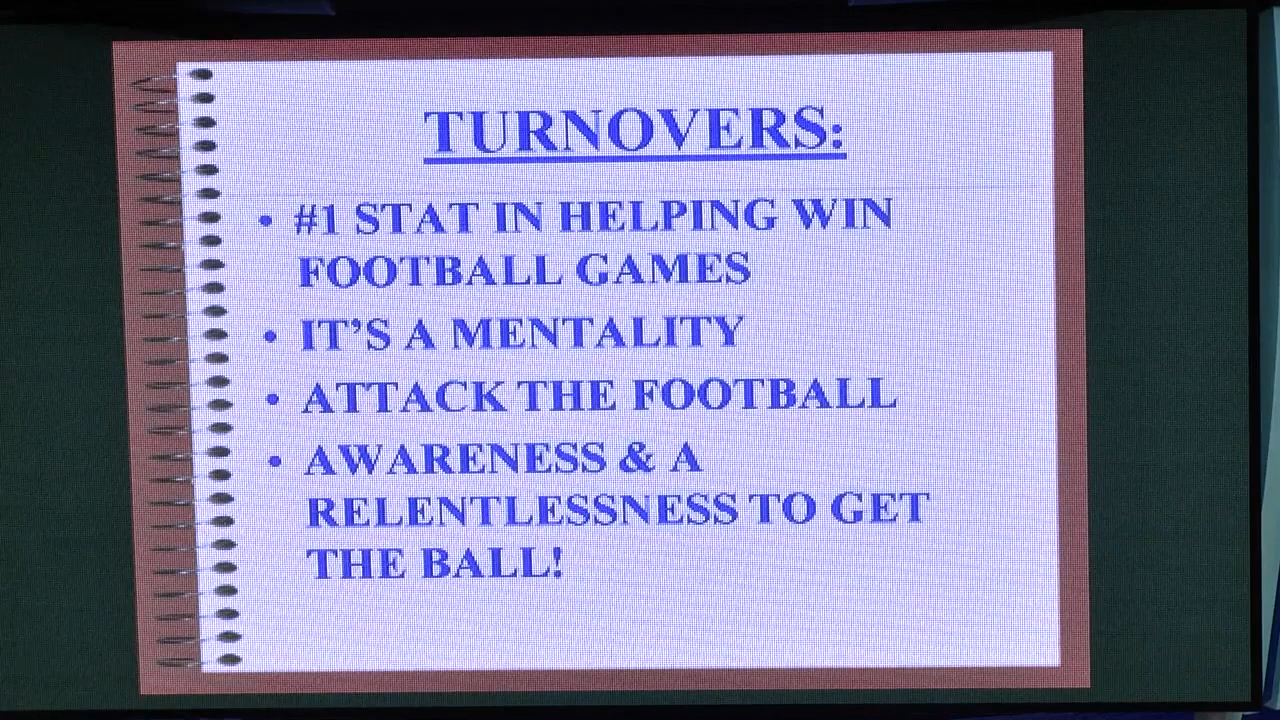 TURNOVERS:
• #1 STAT IN HELPING WIN
FOOTBALL GAMES
• IT’S A MENTALITY
• ATTACK THE FOOTBALL
• AWARENESS & A
RELENTLESSNESS TO GET
THE BALL!